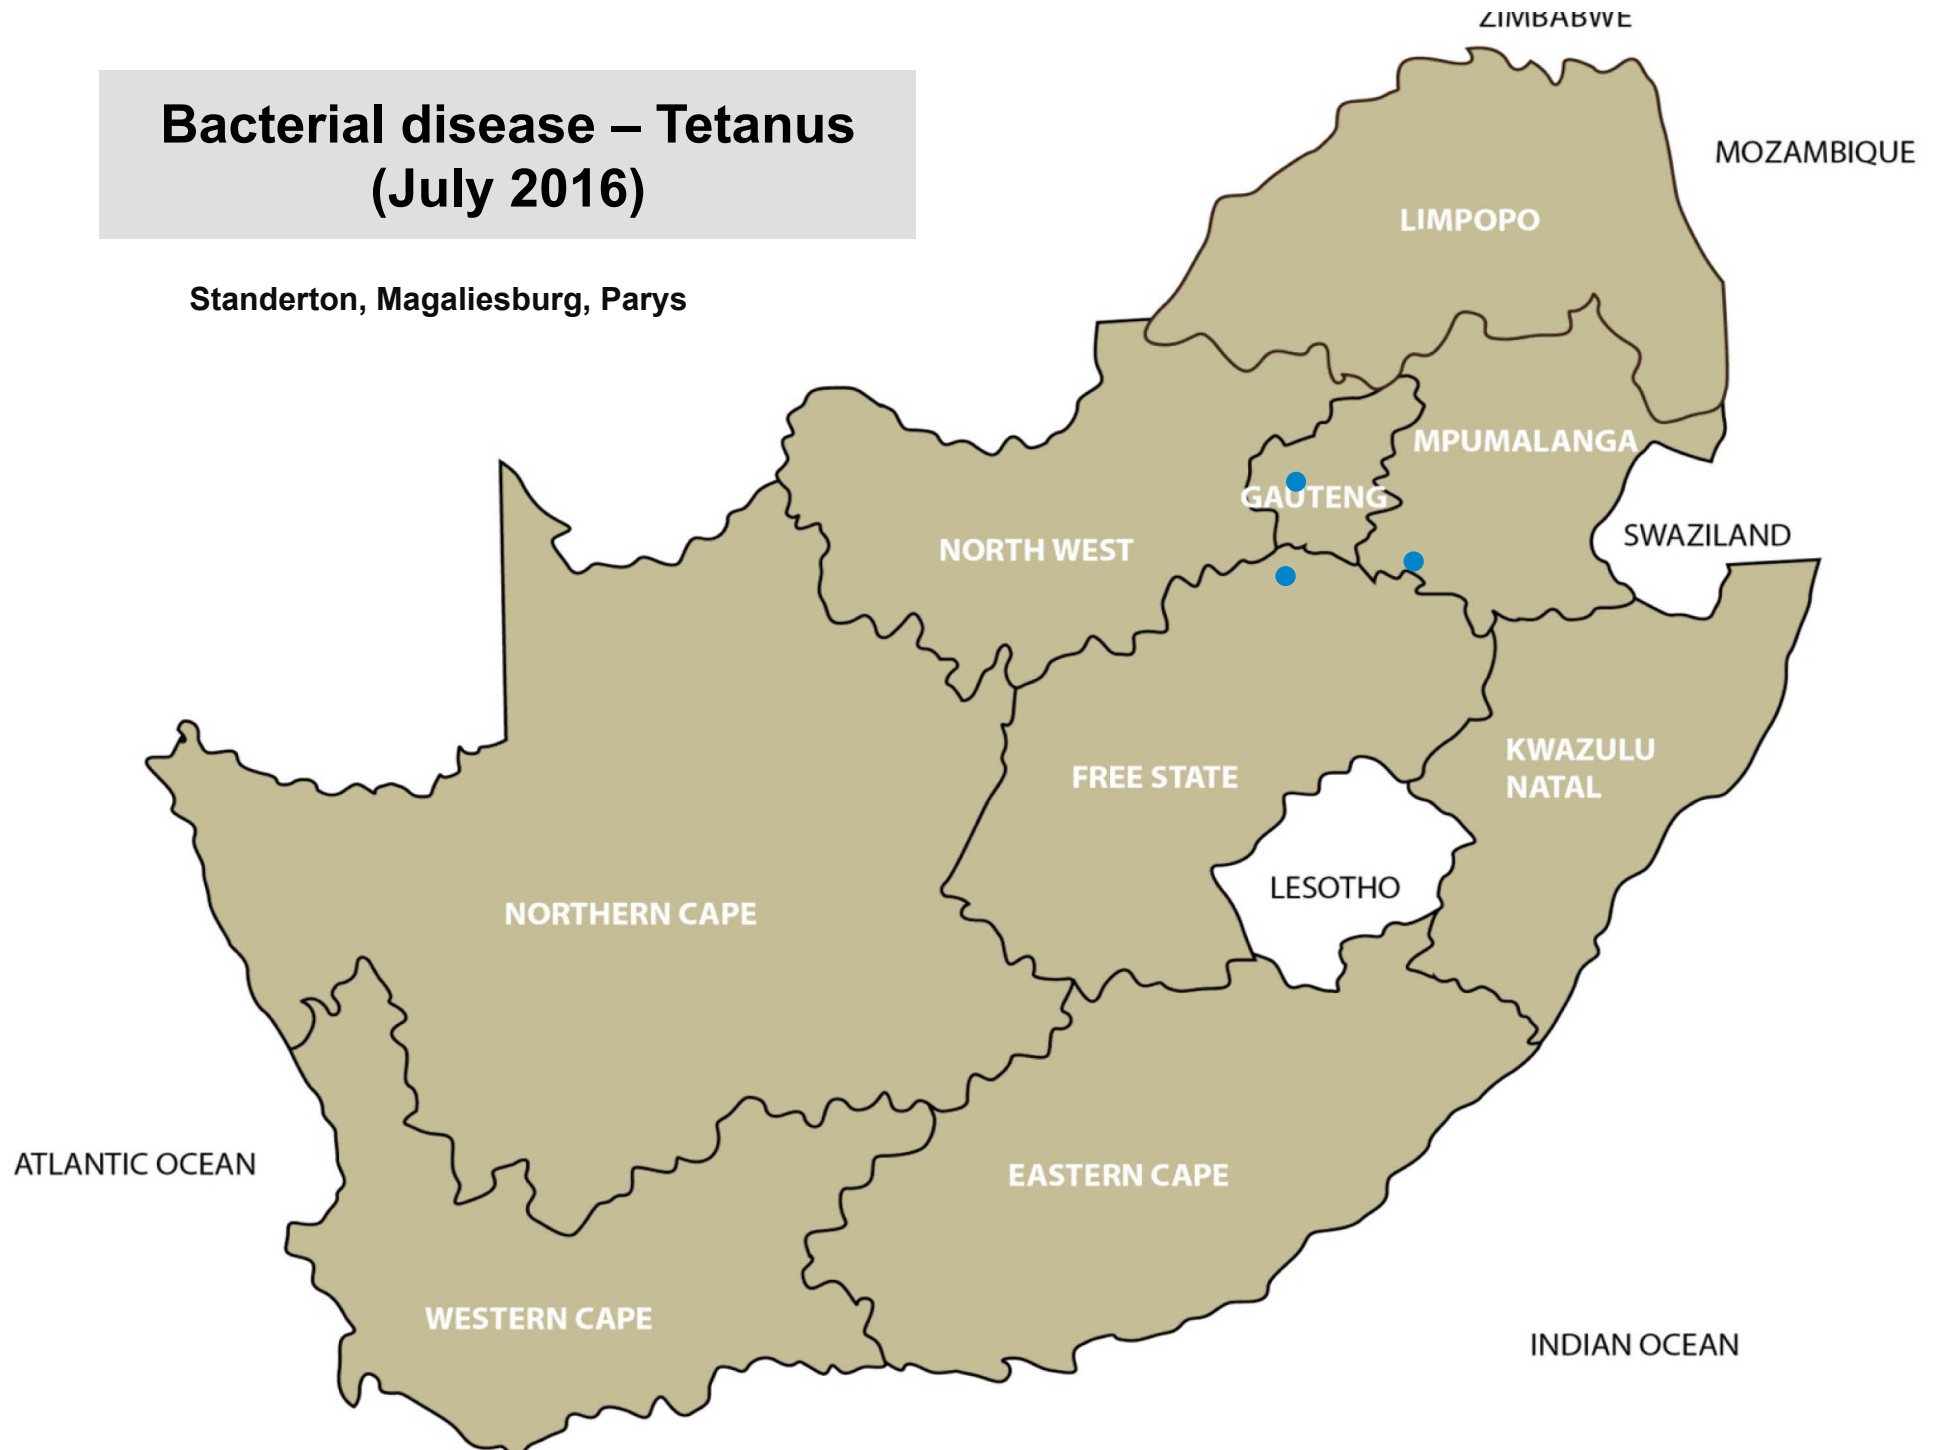 ZIMBABWE
Bacterial disease – Tetanus
(July 2016)
MOZAMBIQUE
LIMPOPO
Standerton, Magaliesburg, Parys
MPUMALANGA
GAUTENG
SWAZILAND
NORTH WEST
KWAZULU
NATAL
FREE STATE
LESOTHO
NORTHERN CAPE
ATLANTIC OCEAN
EASTERN CAPE
WESTERN CAPE
INDIAN OCEAN